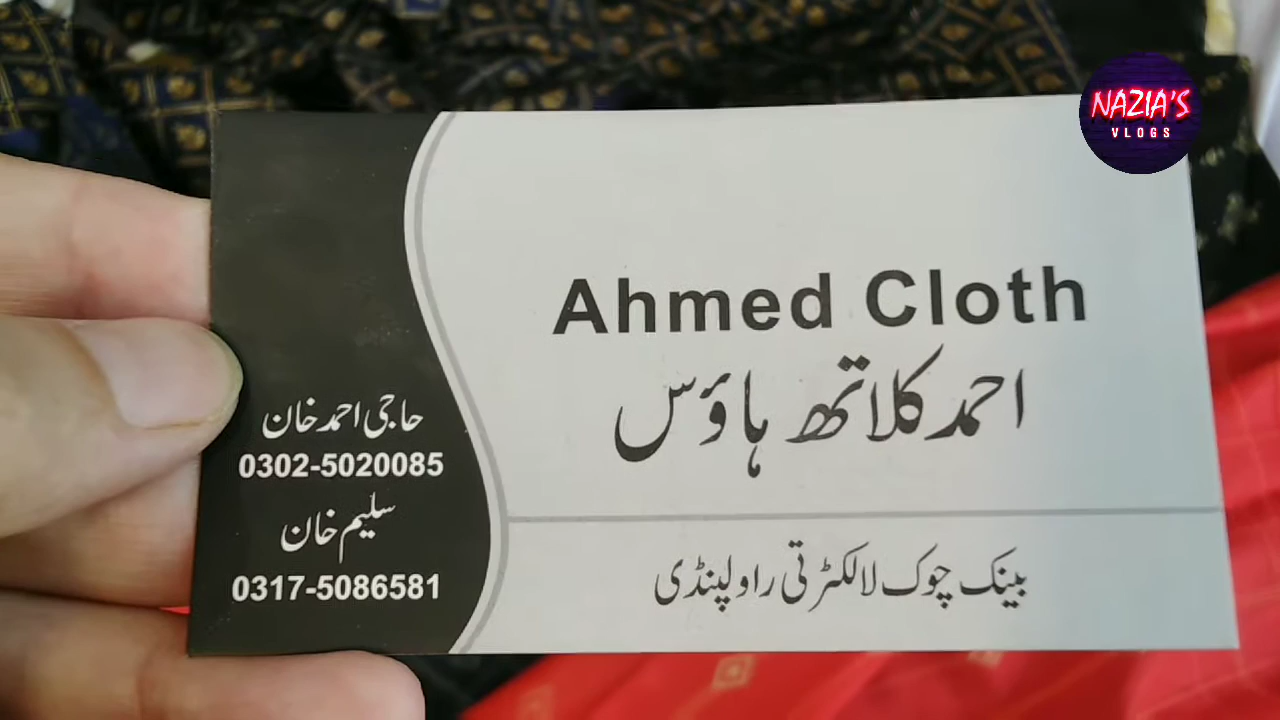 NAZIA'S
VLOGS
Ahmed Cloth
احمد کلاتھ ہاؤس
بینک چوک لالکڑتی راولپنڈی
حاجی احمد خان
0302-5020085
سلیم خان
0317-5086581